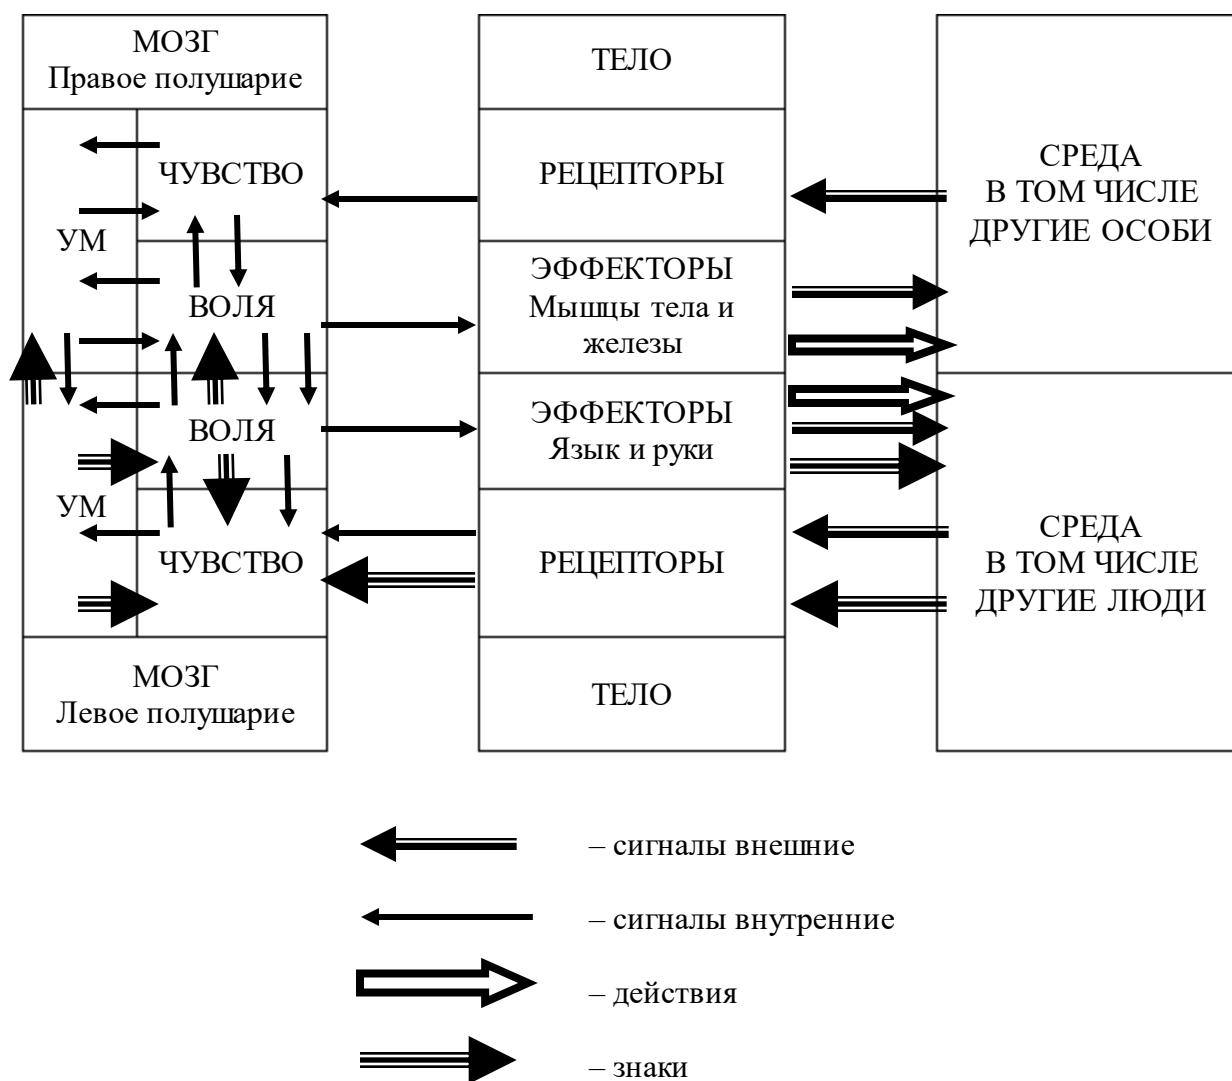 МОЗГ
Правое полушарие
ТЕЛО
ЧУВСТВО
РЕЦЕПТОРЫ
СРЕДА
В ТОМ ЧИСЛЕ
ДРУГИЕ ОСОБИ
УМ
ВОЛЯ
ЭФФЕКТОРЫ
Мышцы тела и
железы
ВОЛЯ
ЭФФЕКТОРЫ
Язык и руки
УМ
ЧУВСТВО
РЕЦЕПТОРЫ
СРЕДА
В ТОМ ЧИСЛЕ
ДРУГИЕ ЛЮДИ
МОЗГ
Левое полушарие
ТЕЛО
– сигналы внешние
– сигналы внутренние
– действия
– знаки